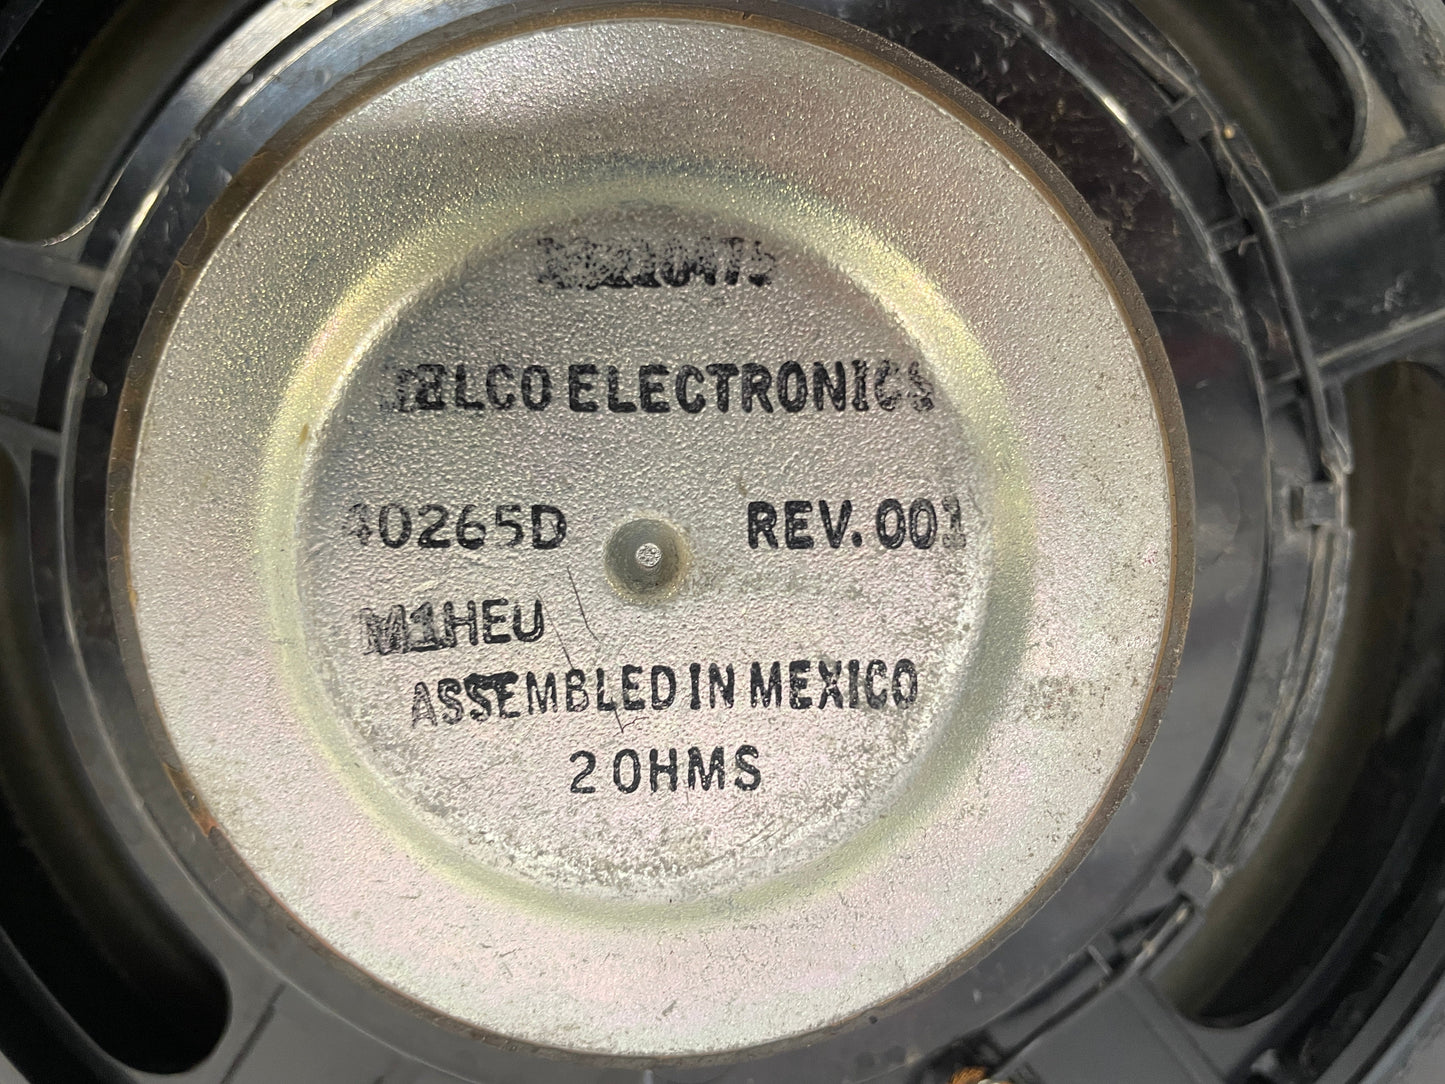 DELCO ELECTRONICS
40265D REV. 001
M1HEU
ASSEMBLED IN MEXICO
2 OHMS